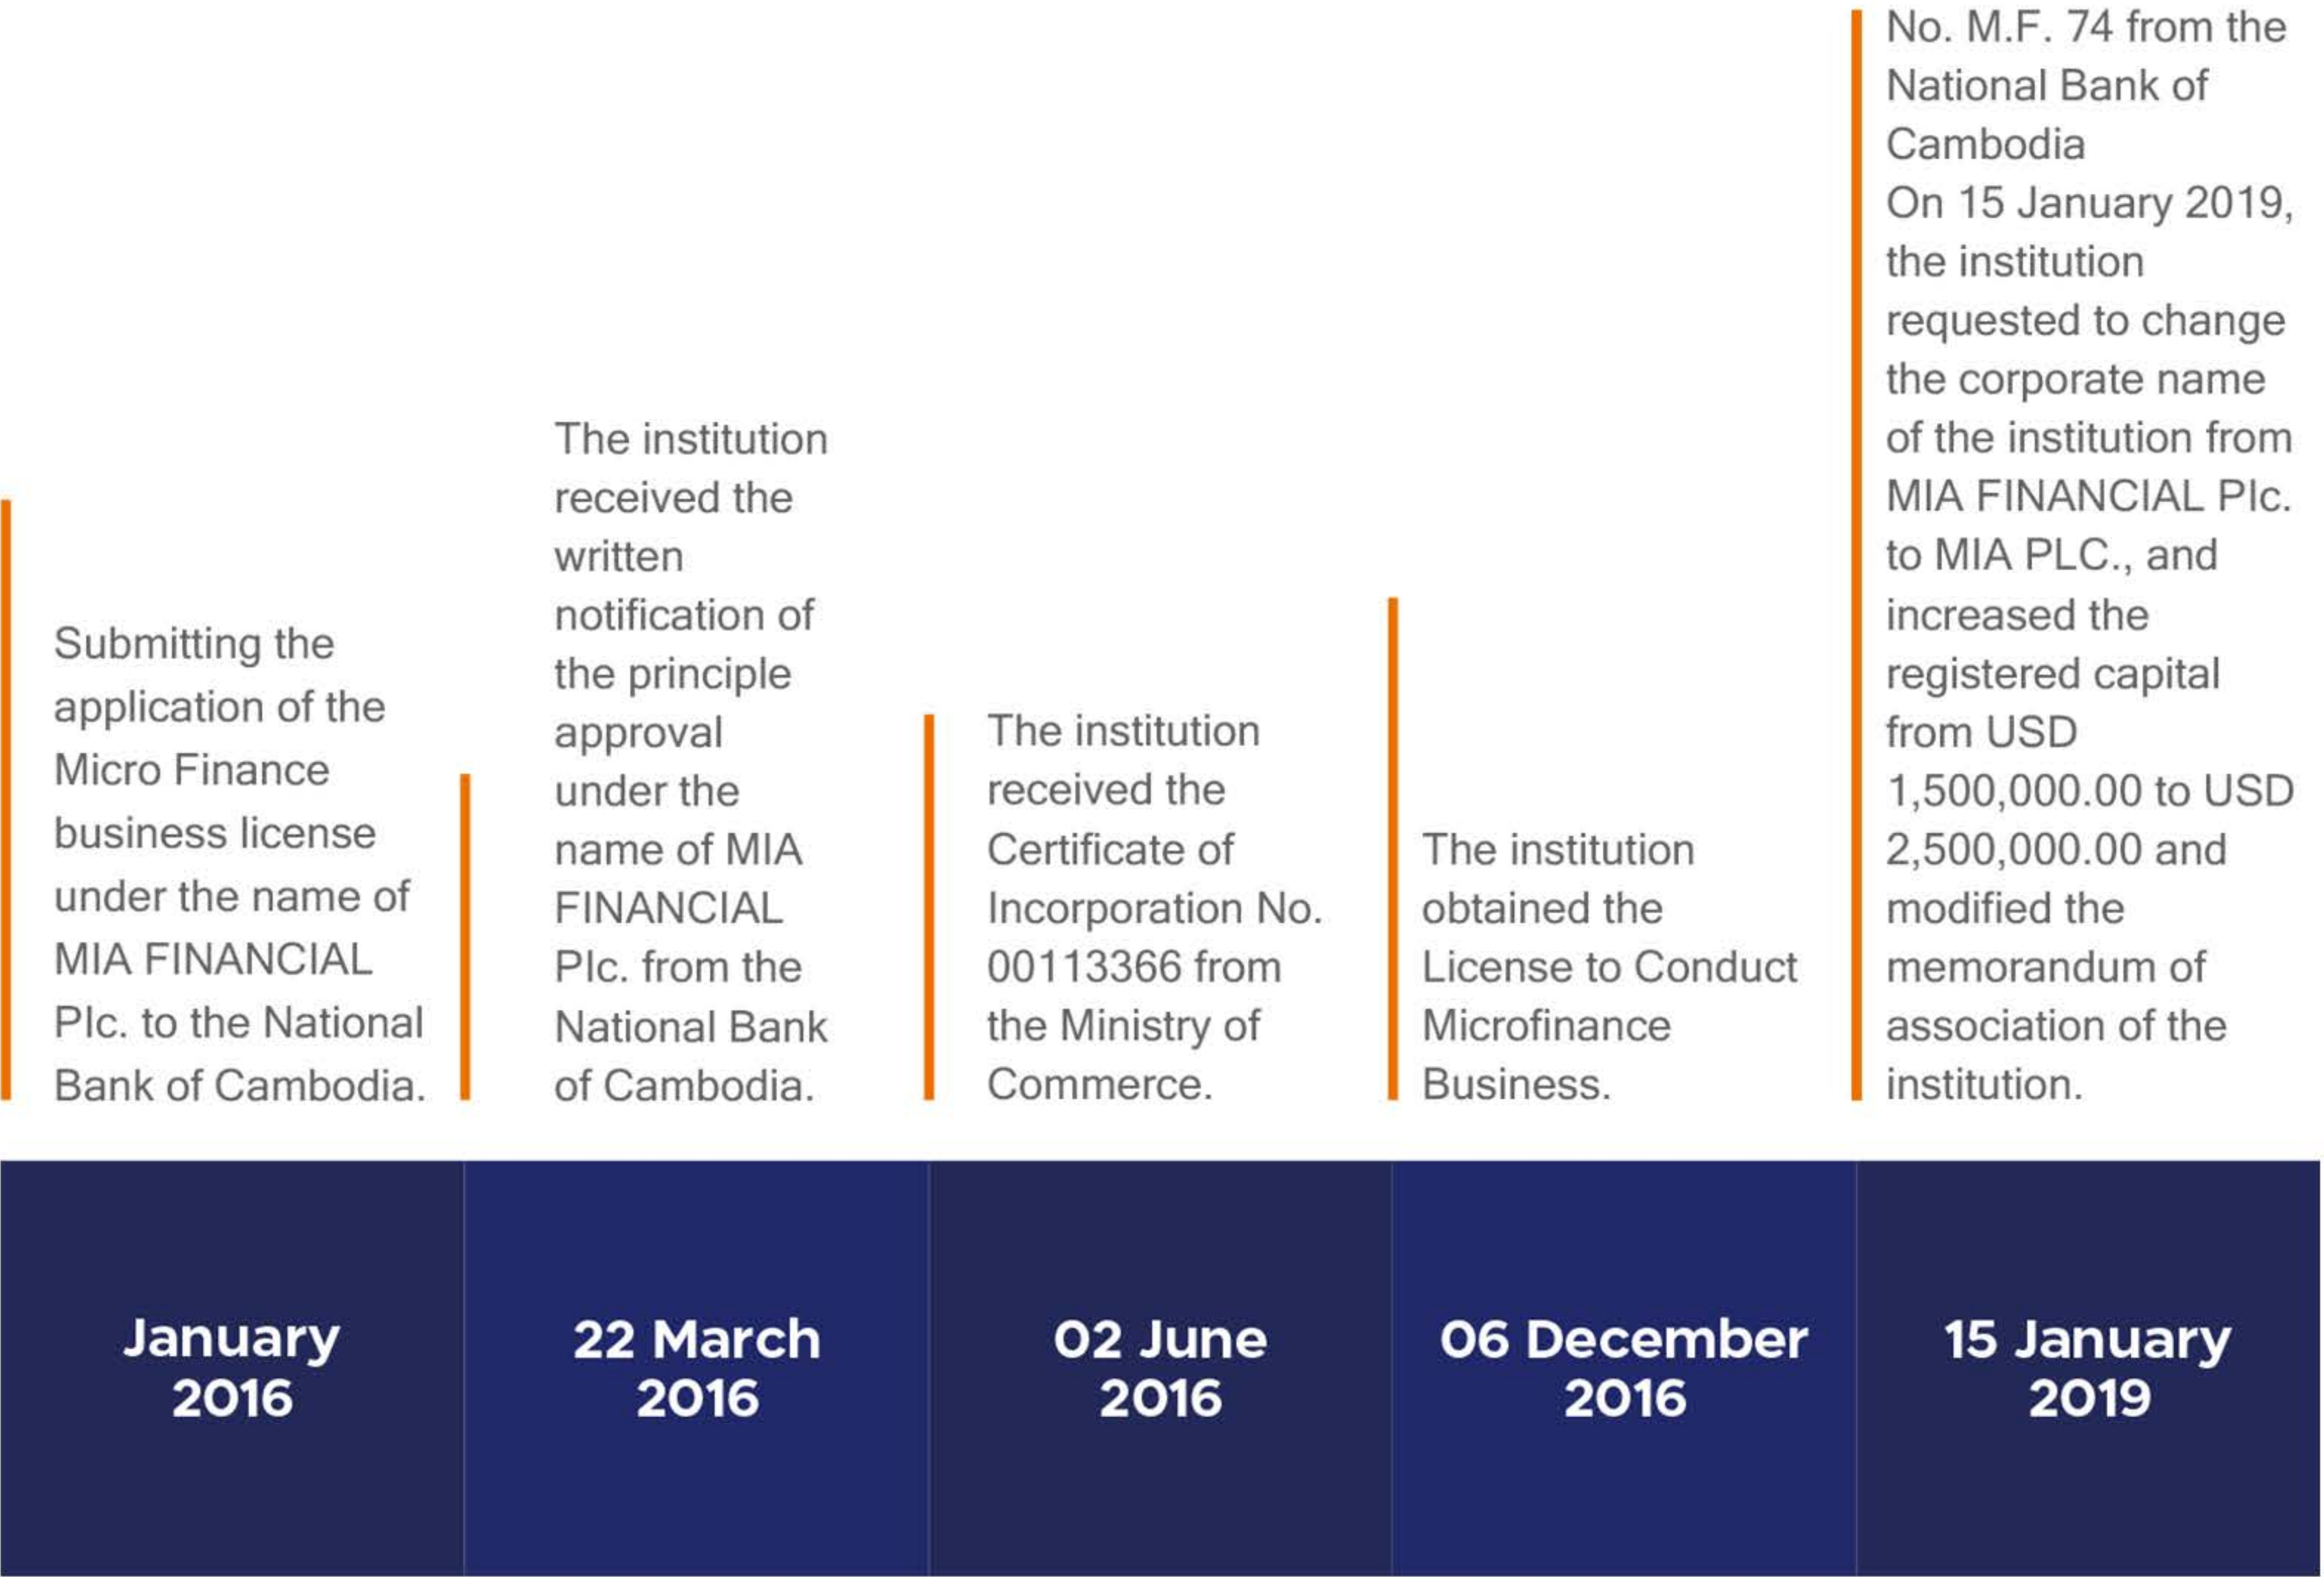 Submitting the
application of the
Micro Finance
business license
under the name of
MIA FINANCIAL
Plc. to the National
Bank of Cambodia.
The institution
received the
written
notification of
the principle
approval
under the
name of MIA
FINANCIAL
Plc. from the
National Bank
of Cambodia.
The institution
received the
Certificate of
Incorporation No.
00113366 from
the Ministry of
Commerce.
The institution
obtained the
License to Conduct
Microfinance
Business.
No. M.F. 74 from the
National Bank of
Cambodia
On 15 January 2019,
the institution
requested to change
the corporate name
of the institution from
MIA FINANCIAL Plc.
to MIA PLC., and
increased the
registered capital
from USD
1,500,000.00 to USD
2,500,000.00 and
modified the
memorandum of
association of the
institution.
January
2016
22 March
2016
02 June
2016
06 December
2016
15 January
2019